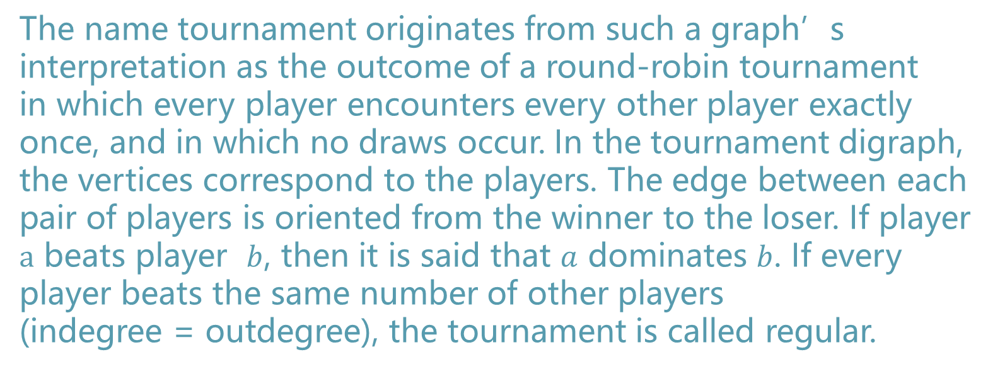 The name tournament originates from such a graph’s
interpretation as the outcome of a round-robin tournament
in which every player encounters every other player exactly
once, and in which no draws occur. In the tournament digraph,
the vertices correspond to the players. The edge between each
pair of players is oriented from the winner to the loser. If player
a beats player b, then it is said that a dominates b. If every
player beats the same number of other players
(indegree = outdegree), the tournament is called regular.